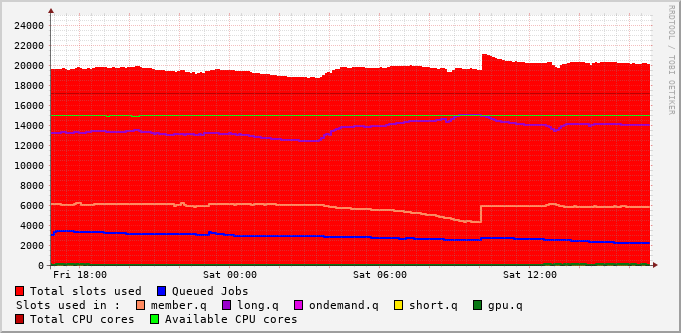 RRDTOOL / TOBI OETIKER
24000
22000
20000
18000
16000
14000
12000
10000
8000
6000
4000
2000
0
Fri 18:00 Sat 00:00 Sat 06:00 Sat 12:00
Total slots used Queued Jobs
Slots used in : member.q long.q ondemand.q short.q gpu.q
Total CPU cores Available CPU cores